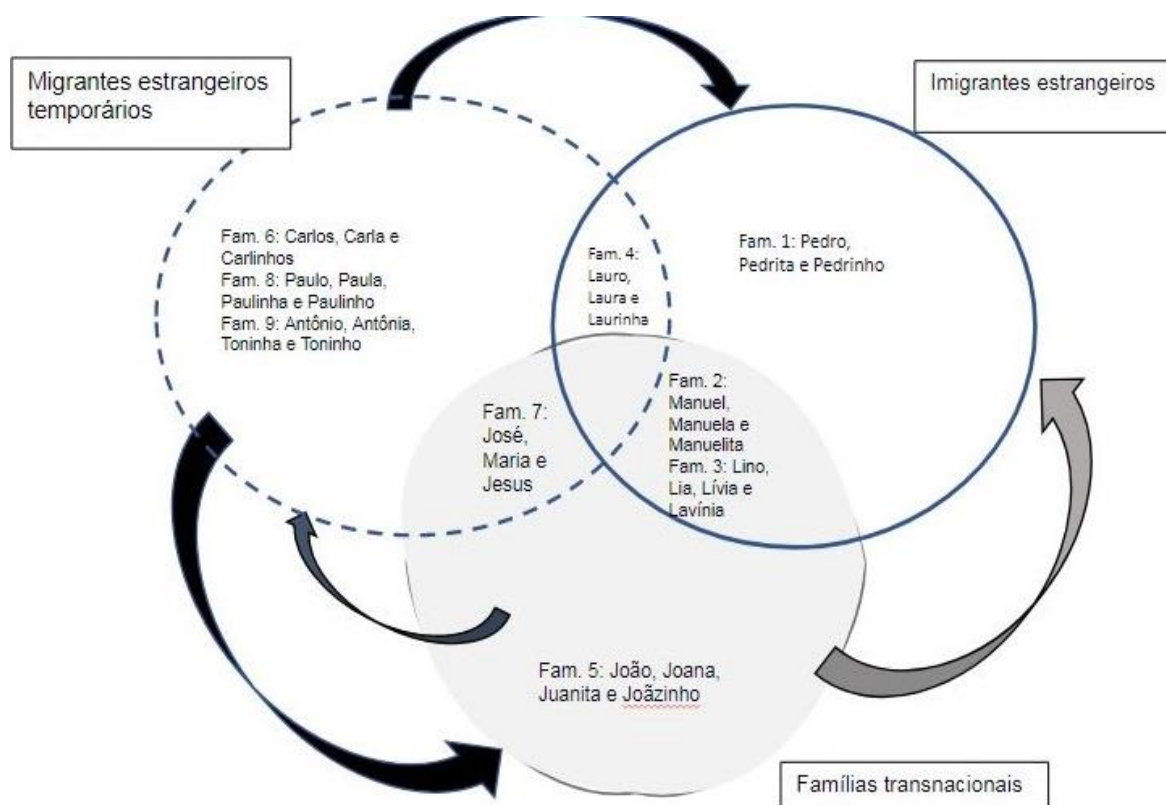 Migrantes estrangeiros
temporários
Imigrantes estrangeiros
Fam. 6: Carlos, Carla e
Carlinhos
Fam. 8: Paulo, Paula,
Paulinha e Paulinho
Fam. 9: Antônio, Antônia,
Toninha e Toninho
Fam. 4:
Lauro,
Laura e
Laurinha
Fam. 1: Pedro,
Pedrita e Pedrinho
Fam. 7:
José,
Maria e
Jesus
Fam. 2:
Manuel,
Manuela e
Manuelita
Fam. 3: Lino,
Lia, Lívia e
Lavínia
Fam. 5: João, Joana,
Juanita e Joãzinho
Famílias transnacionais